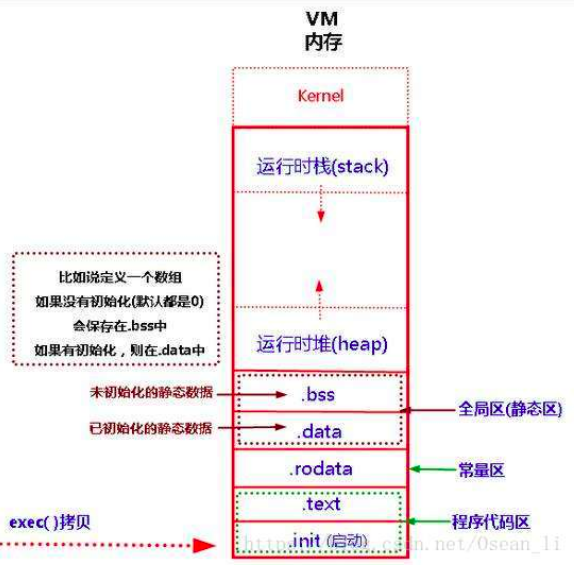 VM
内存
Kernel
运行时栈(stack)
比如说定义一个数组
如果没有初始化(默认都是0)
会保存在.bss中
如果有初始化，则在.data中
运行时堆(heap)
未初始化的静态数据
.bss
全局区(静态区)
已初始化的静态数据
.data
.rodata
常量区
.text
exec( )拷贝
程序代码区
.init (启动)